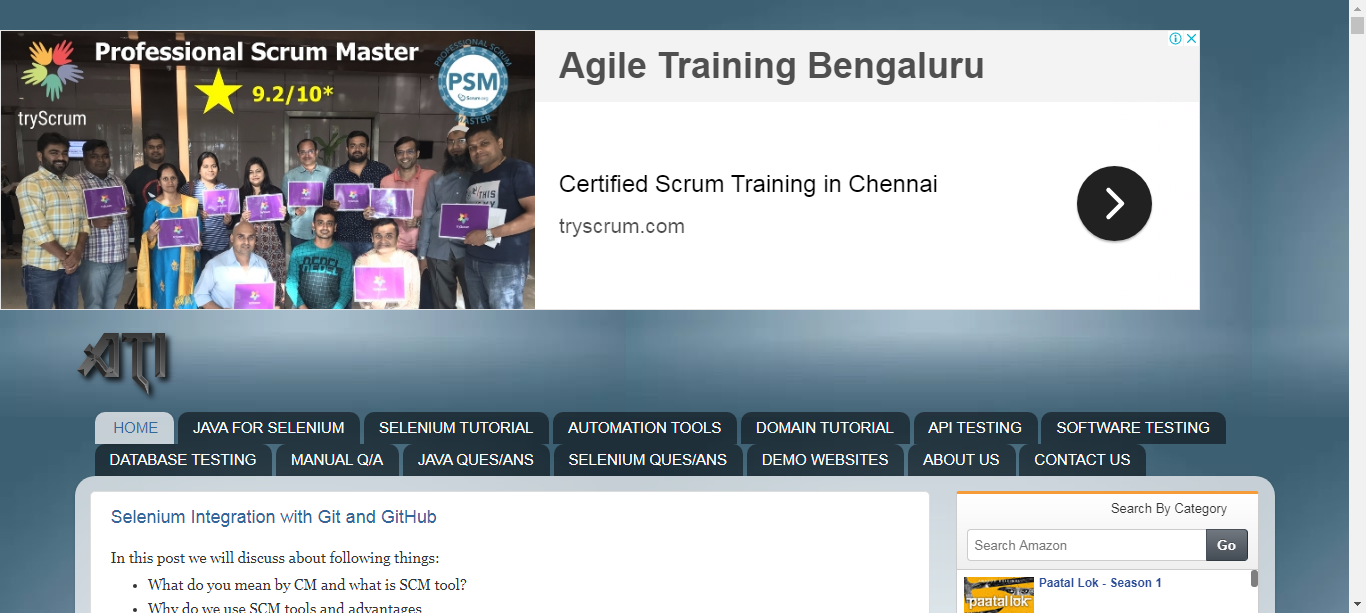 Professional Scrum Master
9.2/10*
tryScrum
PROFESSIONAL SCRUM
PSM
Scrum.org
MASTER
Agile Training Bengaluru
Certified Scrum Training in Chennai
tryscrum.com
ATI
HOME
JAVA FOR SELENIUM
SELENIUM TUTORIAL
AUTOMATION TOOLS
DOMAIN TUTORIAL
API TESTING
SOFTWARE TESTING
DATABASE TESTING
MANUAL Q/A
JAVA QUES/ANS
SELENIUM QUES/ANS
DEMO WEBSITES
ABOUT US
CONTACT US
Selenium Integration with Git and GitHub
In this post we will discuss about following things:
• What do you mean by CM and what is SCM tool?
• Why do we use SCM tools and advantages
Search By Category
Search Amazon
Go
Paatal Lok - Season 1
paatal lok